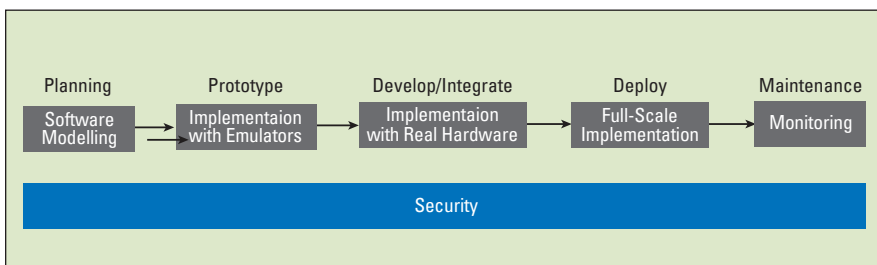 Planning
Prototype
Develop/Integrate
Deploy
Maintenance
Software
Modelling
Implementaion
with Emulators
Implementaion
with Real Hardware
Full-Scale
Implementation
Monitoring
Security